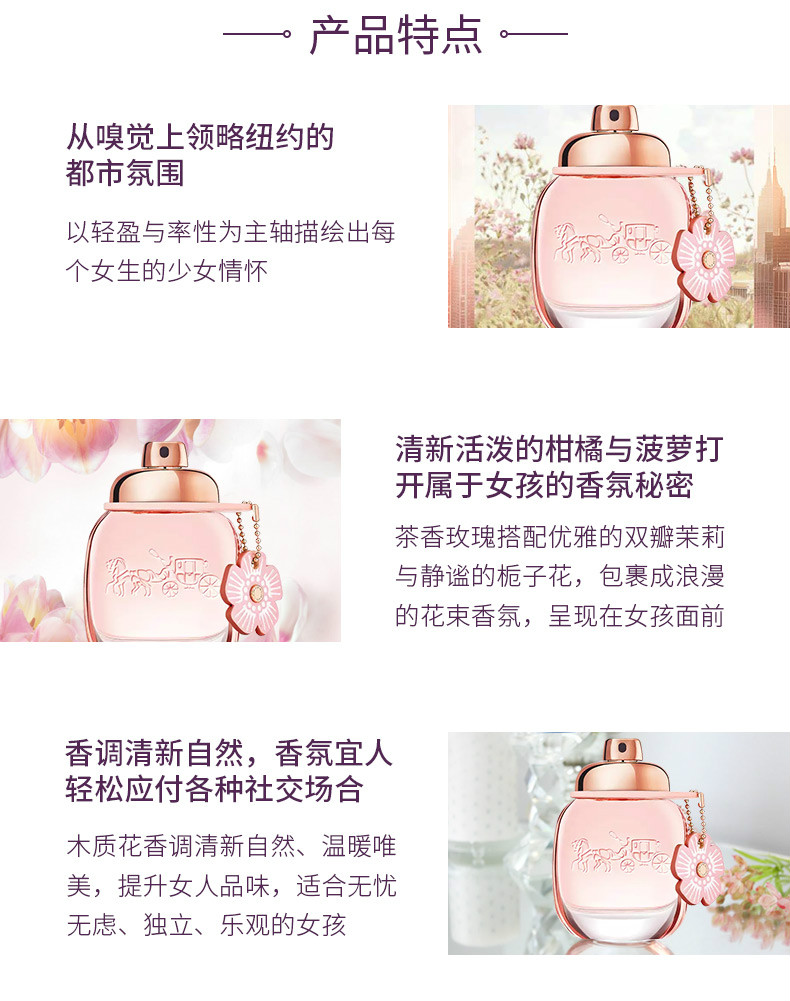 产品特点
从嗅觉上领略纽约的
都市氛围
以轻盈与率性为主轴描绘出每
个女生的少女情怀
清新活泼的柑橘与菠萝打
开属于女孩的香氛秘密
茶香玫瑰搭配优雅的双瓣茉莉
与静谧的栀子花，包裹成浪漫
的花束香氛，呈现在女孩面前
香调清新自然，香氛宜人
轻松应付各种社交场合
木质花香调清新自然、温暖唯
美，提升女人品味，适合无忧
无虑、独立、乐观的女孩